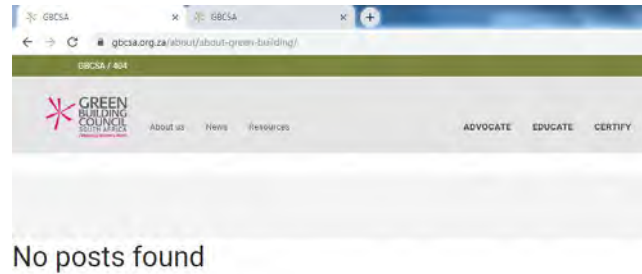 GBCSA
GBCSA
gbcsa.org.za/about/about-green-building/
GBCSA / 404
GREEN
BUILDING
COUNCIL
SOUTH AFRICA
About us News Resources
ADVOCATE EDUCATE CERTIFY
No posts found